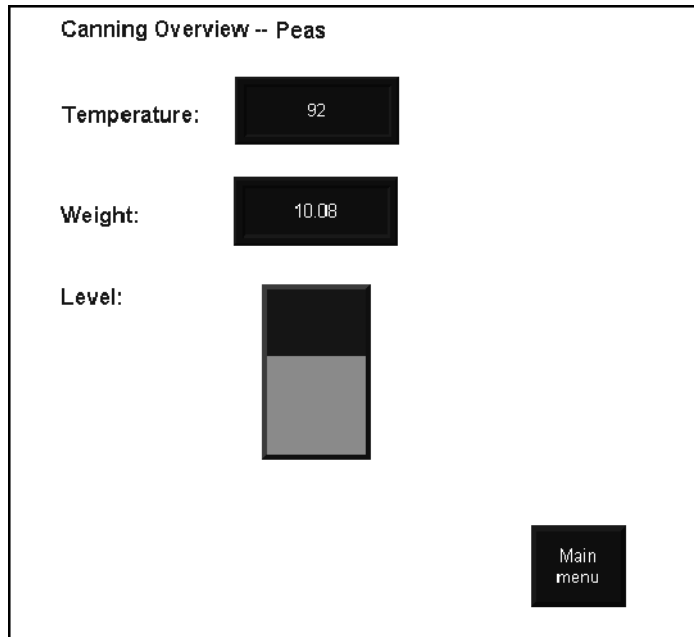 Canning Overview -- Peas
Temperature:
92
Weight:
10.08
Level:
Main
menu